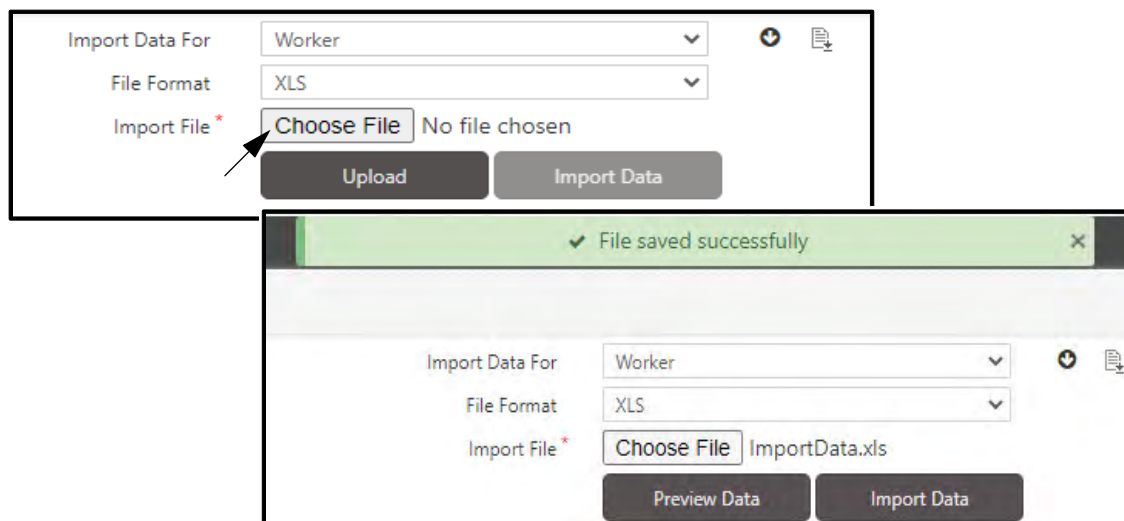 Import Data For Worker
File Format XLS
Import File * Choose File No file chosen
Upload Import Data
✔ File saved successfully ×
Import Data For Worker
File Format XLS
Import File * Choose File ImportData.xls
Preview Data Import Data